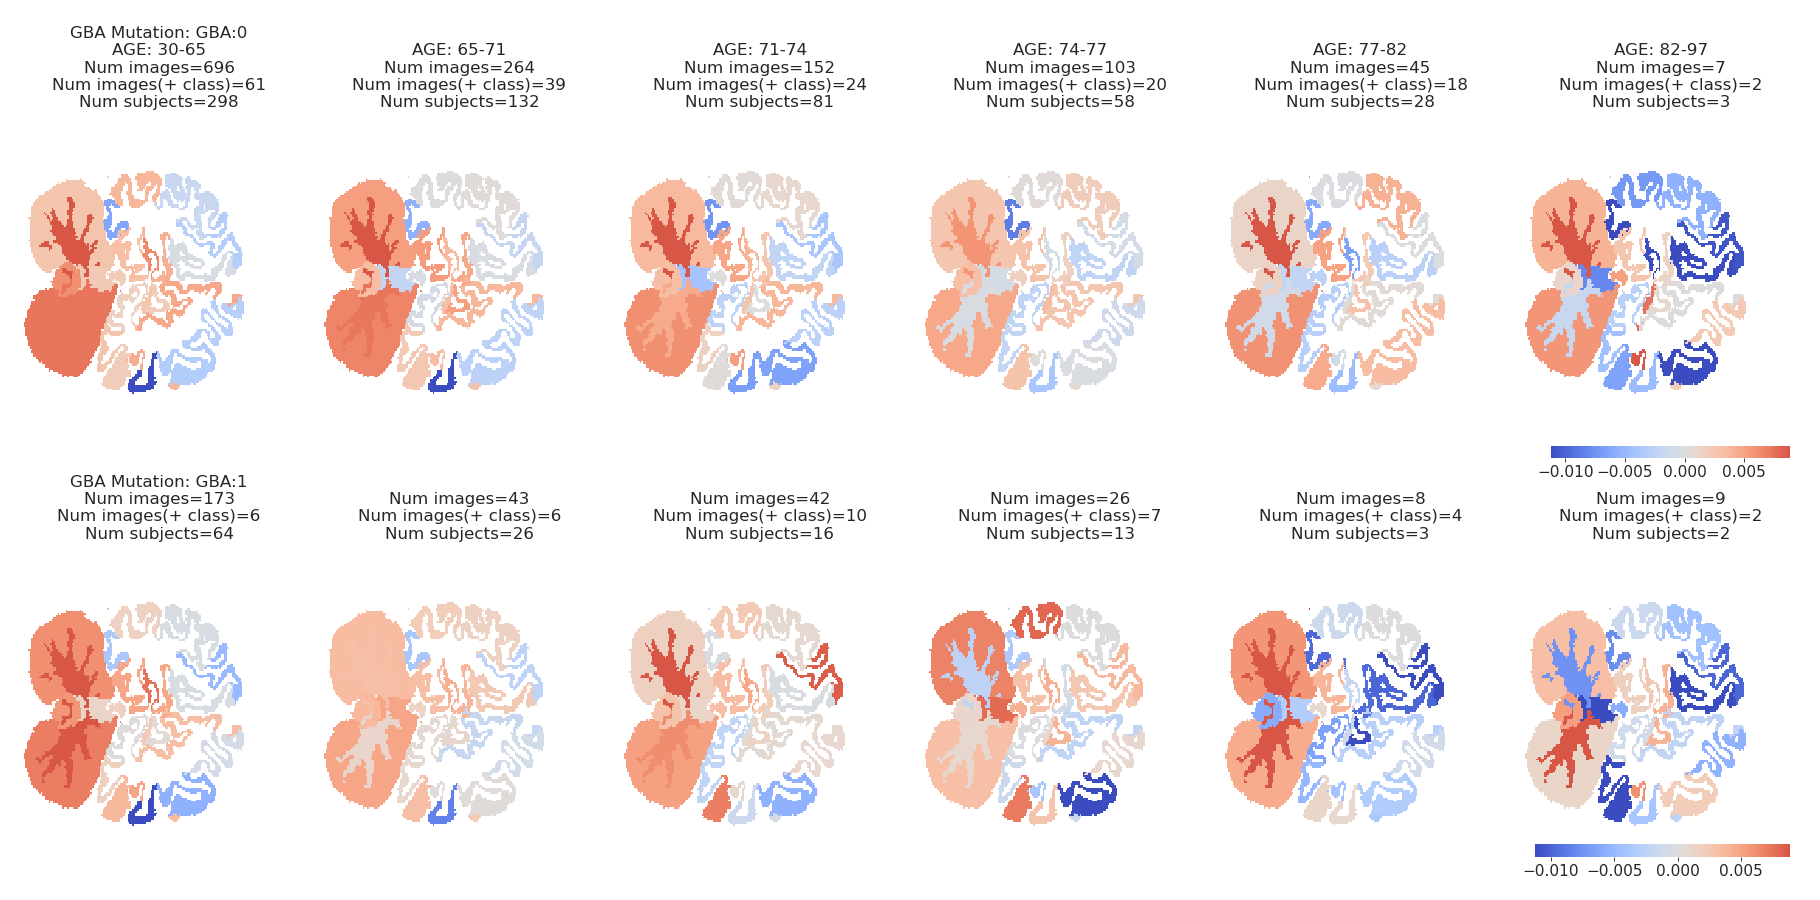 GBA Mutation: GBA:0
AGE: 30-65
Num images=696
Num images(+ class)=61
Num subjects=298
AGE: 65-71
Num images=264
Num images(+ class)=39
Num subjects=132
AGE: 71-74
Num images=152
Num images(+ class)=24
Num subjects=81
AGE: 74-77
Num images=103
Num images(+ class)=20
Num subjects=58
AGE: 77-82
Num images=45
Num images(+ class)=18
Num subjects=28
AGE: 82-97
Num images=7
Num images(+ class)=2
Num subjects=3
−0.010 −0.005 0.000 0.005
GBA Mutation: GBA:1
Num images=173
Num images(+ class)=6
Num subjects=64
Num images=43
Num images(+ class)=6
Num subjects=26
Num images=42
Num images(+ class)=10
Num subjects=16
Num images=26
Num images(+ class)=7
Num subjects=13
Num images=8
Num images(+ class)=4
Num subjects=3
Num images=9
Num images(+ class)=2
Num subjects=2
−0.010 −0.005 0.000 0.005